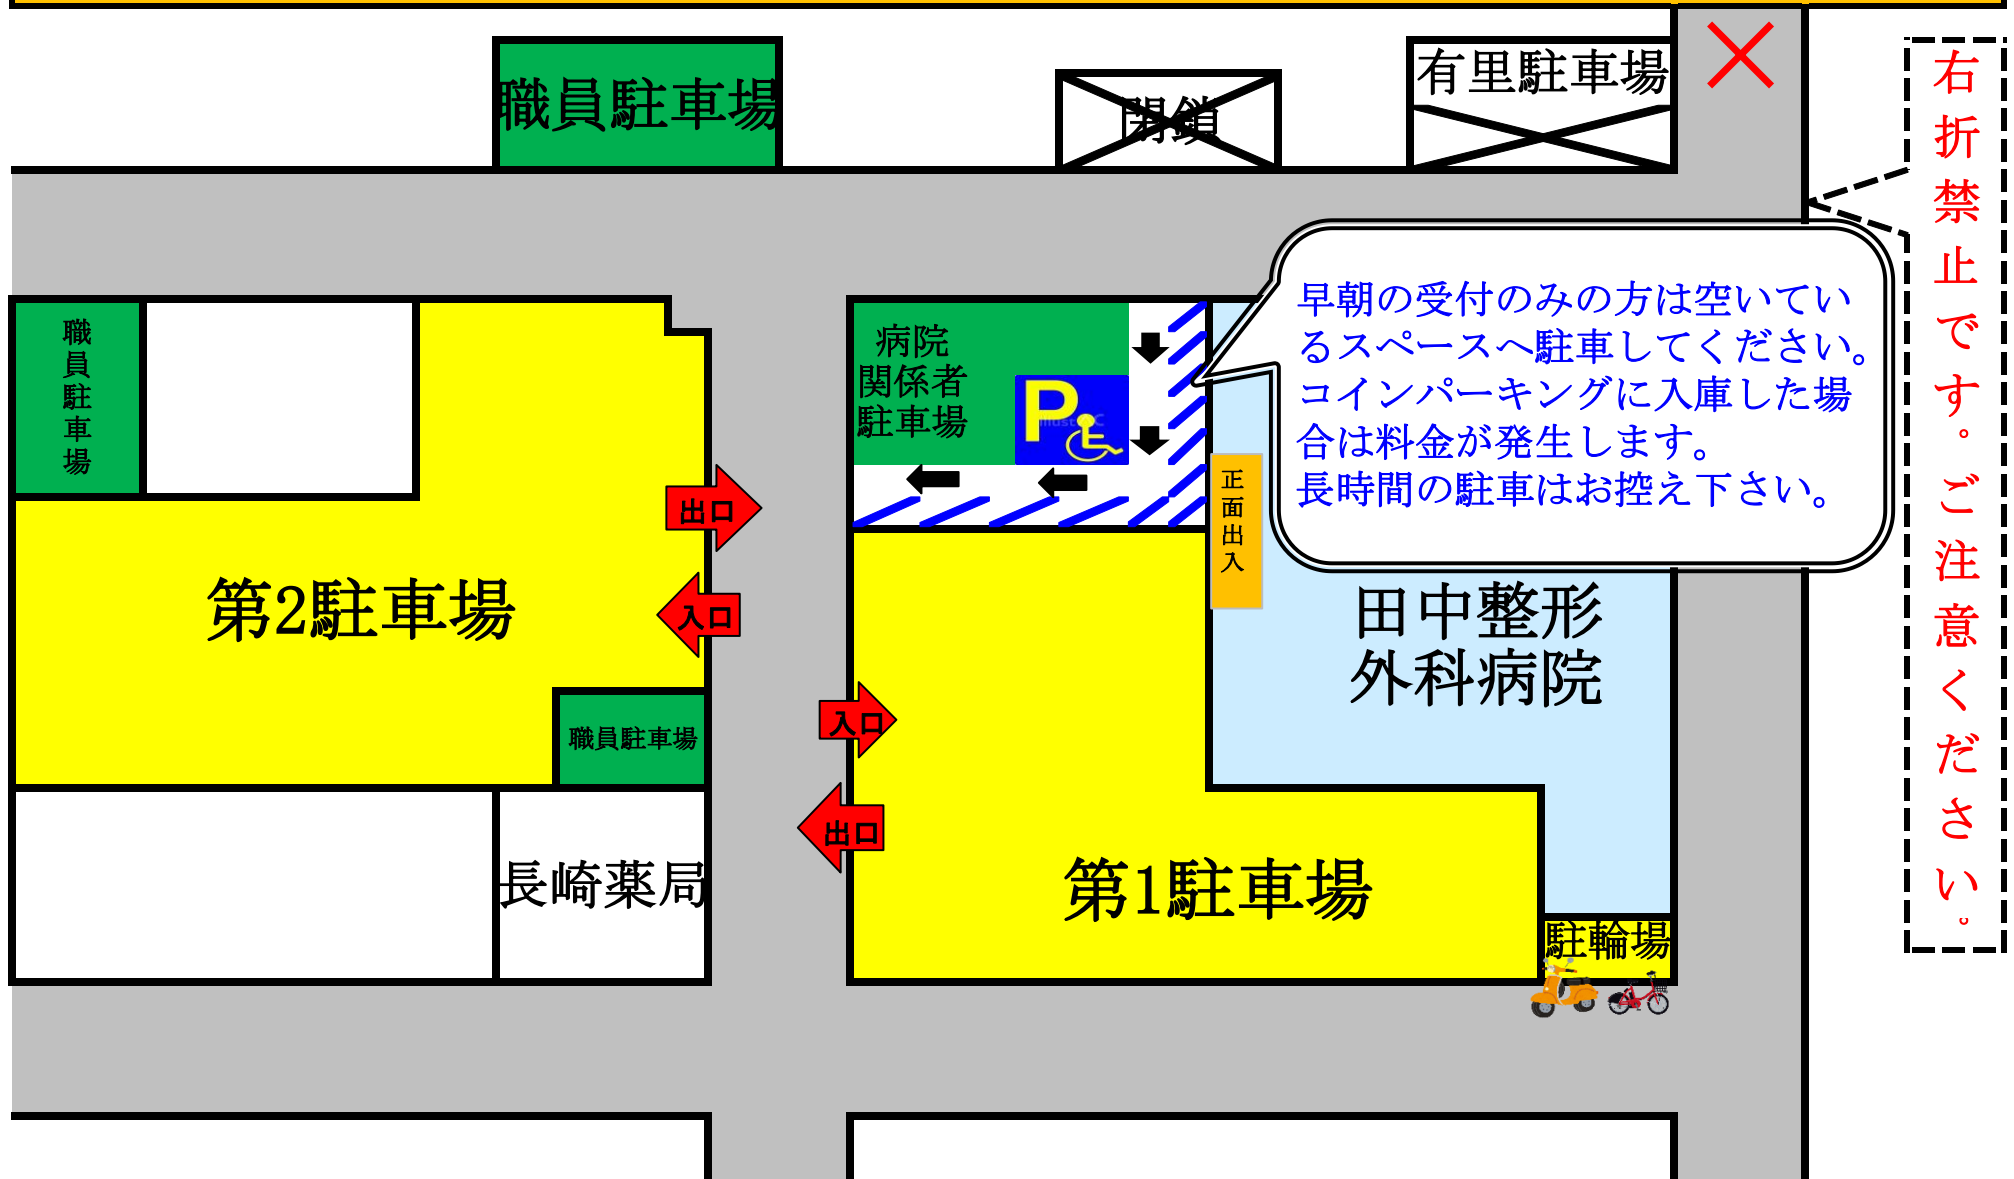 職員駐車場
閉鎖
有里駐車場
右折禁止です。ご注意ください。
職員駐車場
病院
関係者
駐車場
P
早朝の受付のみの方は空いてい
るスペースへ駐車してください。
コインパーキングに入庫した場
合は料金が発生します。
長時間の駐車はお控え下さい。
正面出入
出口
第2駐車場
入口
田中整形
外科病院
入口
職員駐車場
出口
長崎薬局
第1駐車場
駐輪場